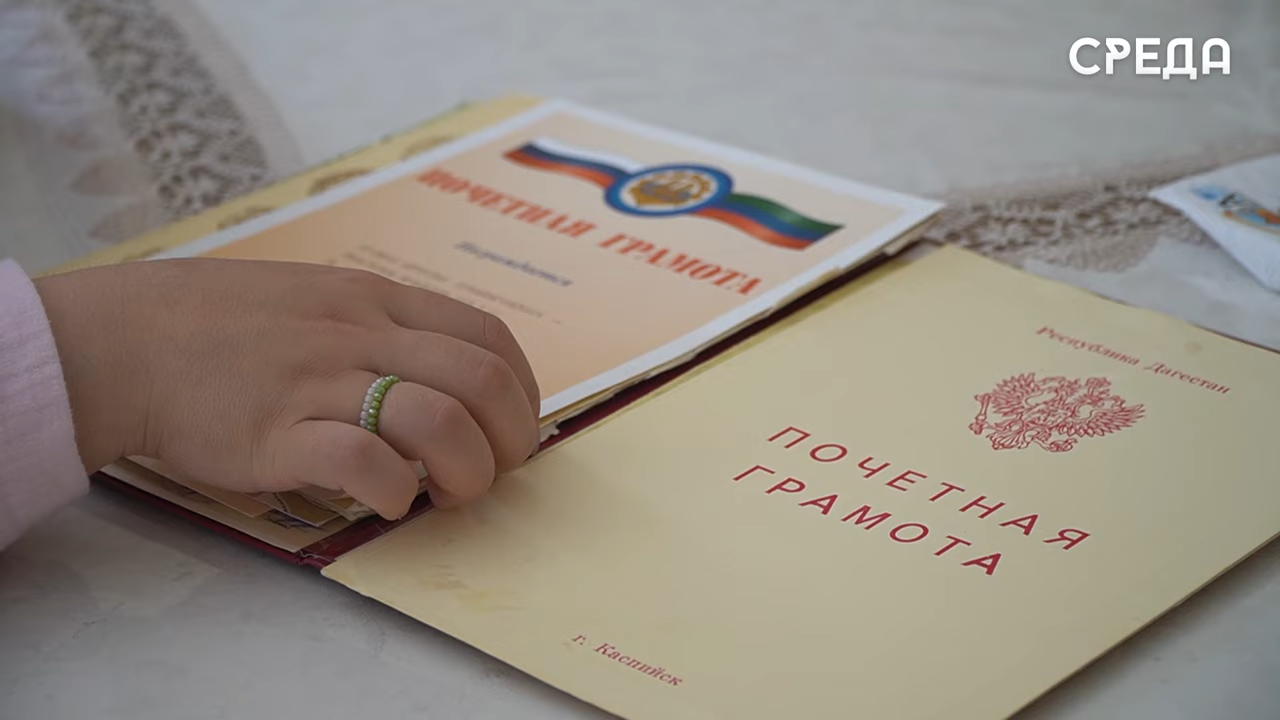 СРЕДА
ПОЧЕТНАЯ ГРАМОТА
Награждается
Республика Дагестан
ПОЧЕТНАЯ
ГРАМОТА
г. Каспийск